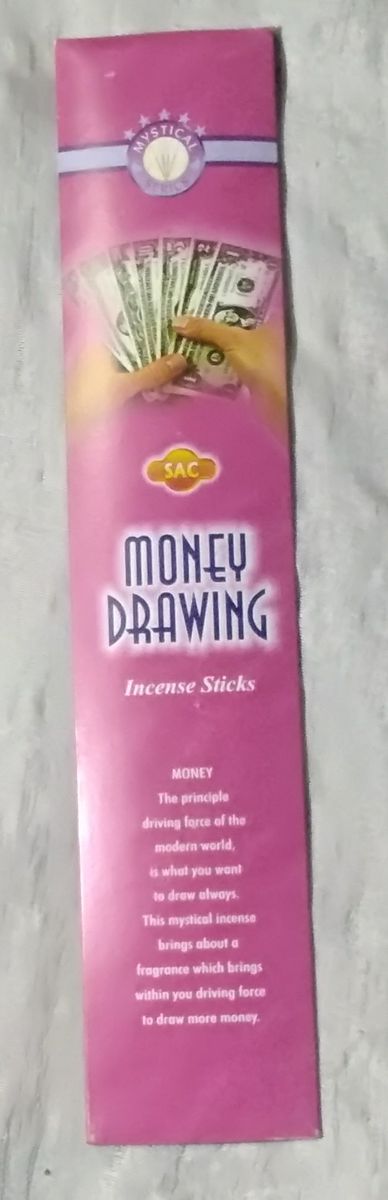 MYSTICAL
SERIES
SAC
MONEY
DRAWING
Incense Sticks
MONEY
The principle
driving force of the
modern world,
is what you want
to draw always.
This mystical incense
brings about a
fragrance which brings
within you driving force
to draw more money.